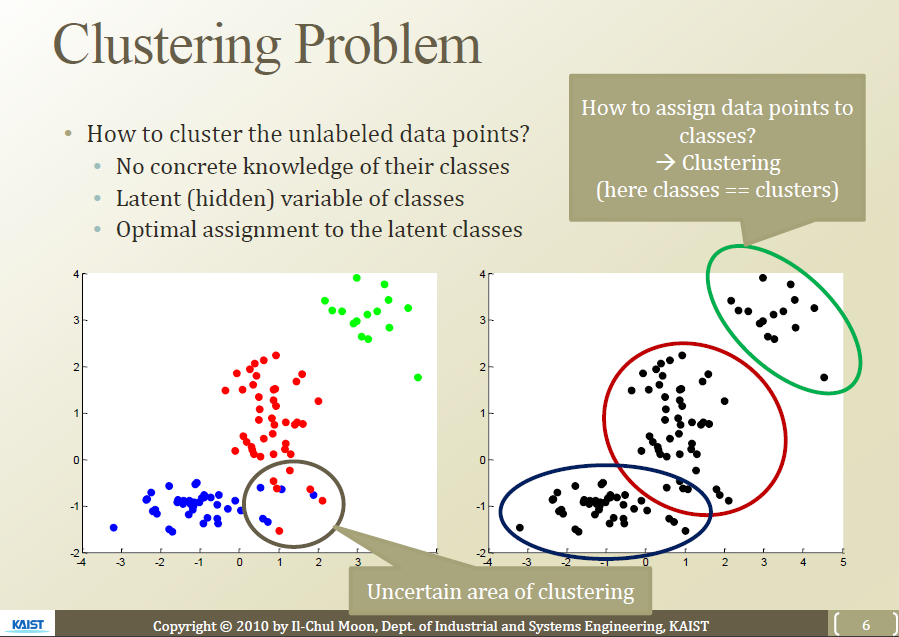 Clustering Problem
• How to cluster the unlabeled data points?
• No concrete knowledge of their classes
• Latent (hidden) variable of classes
• Optimal assignment to the latent classes
How to assign data points to
classes?
→ Clustering
(here classes == clusters)
4
3
2
1
0
-1
-2
-4 -3 -2 -1 0 1 2 3
4
3
2
1
0
-1
-2
-4 -3 -2 -1 0 1 2 3 4 5
Uncertain area of clustering
KAIST
Copyright © 2010 by Il-Chul Moon, Dept. of Industrial and Systems Engineering, KAIST
6